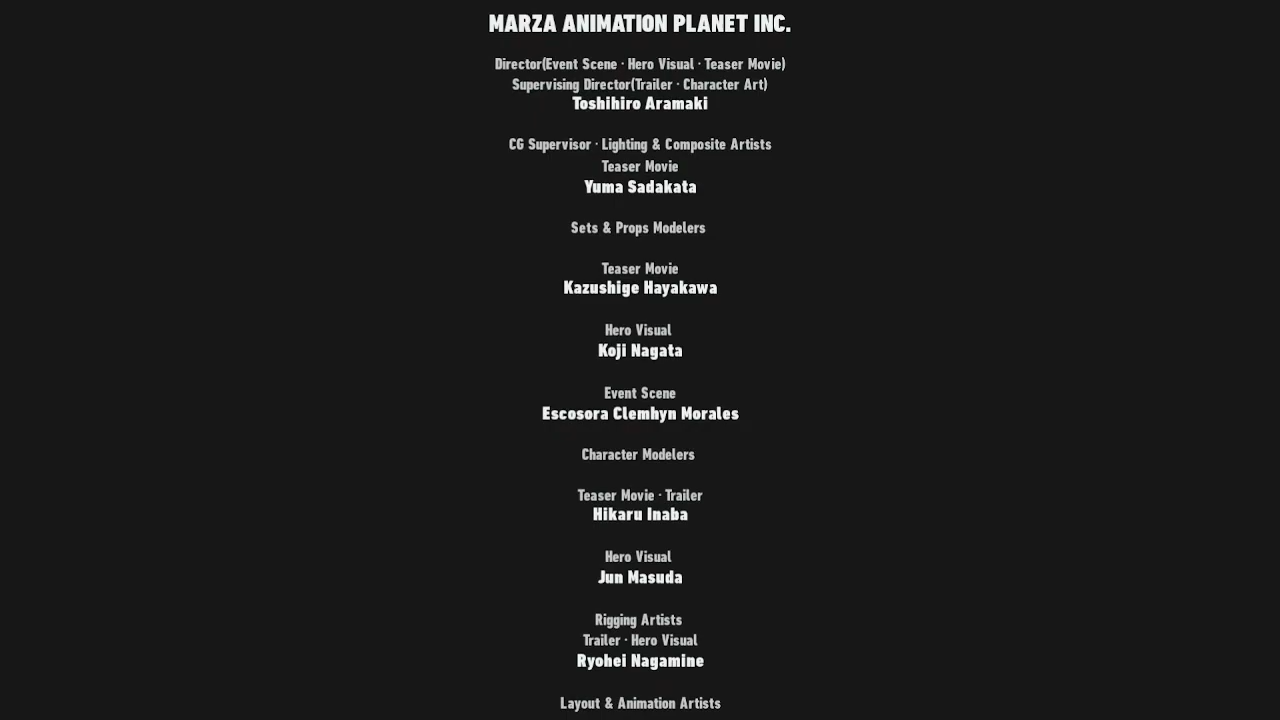 MARZA ANIMATION PLANET INC.
Director(Event Scene · Hero Visual · Teaser Movie)
Supervising Director(Trailer · Character Art)
Toshihiro Aramaki
CG Supervisor · Lighting & Composite Artists
Teaser Movie
Yuma Sadakata
Sets & Props Modelers
Teaser Movie
Kazushige Hayakawa
Hero Visual
Koji Nagata
Event Scene
Escosora Clemhyn Morales
Character Modelers
Teaser Movie · Trailer
Hikaru Inaba
Hero Visual
Jun Masuda
Rigging Artists
Trailer · Hero Visual
Ryohei Nagamine
Layout & Animation Artists